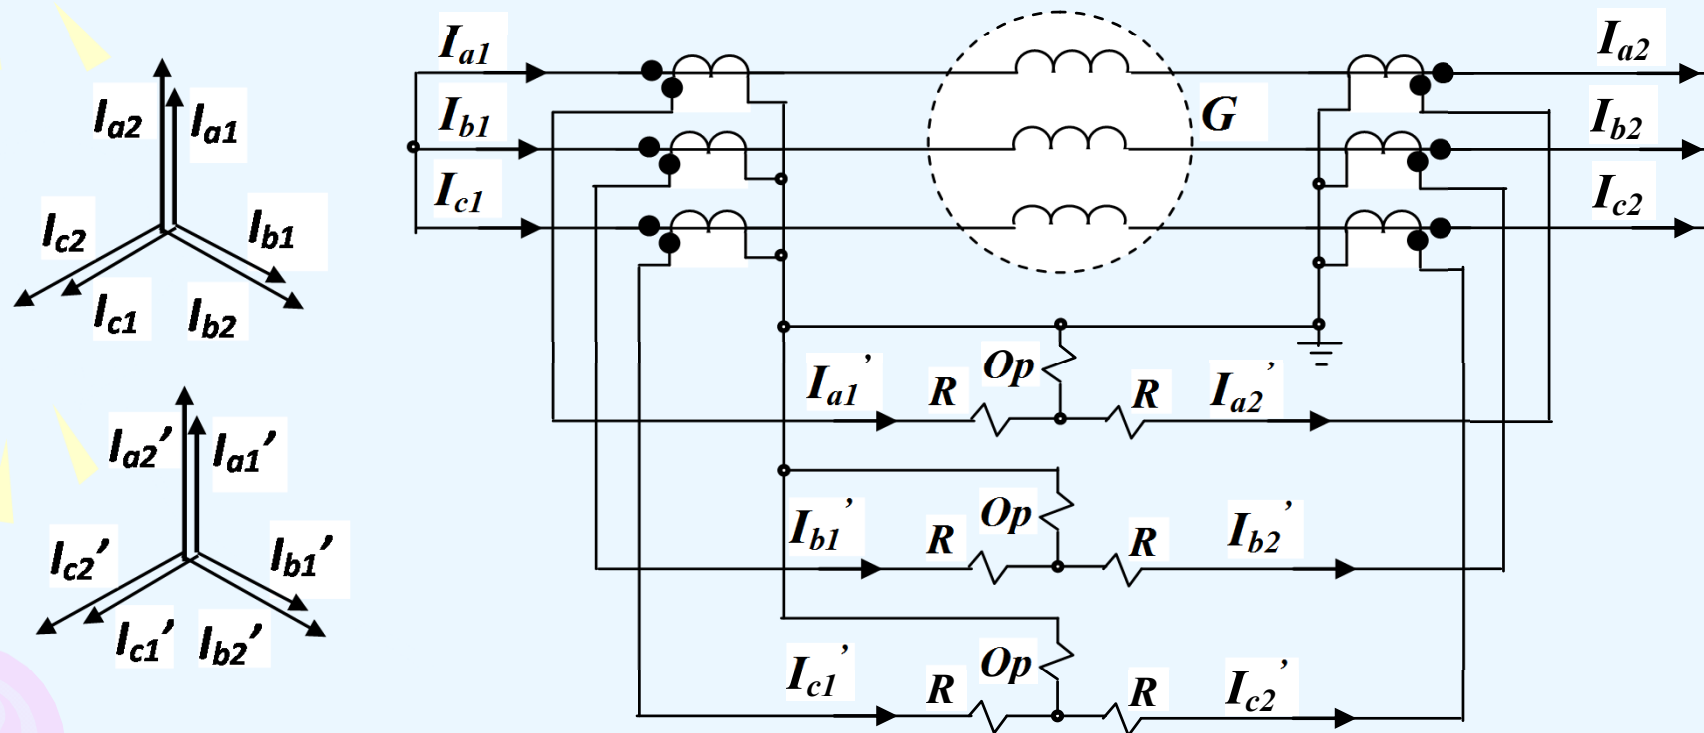 Ia1
Ia2
Ib1
G
Ib2
Ic1
Ic2
Ia2
Ia1
Ic2
Ib1
Ic1
Ib2
Op
Ia1’
R
R
Ia2’
Ia2’
Ia1’
Ic2’
Ib1’
Ic1’
Ib2’
Op
Ib1’
R
R
Ib2’
Op
Ic1’
R
R
Ic2’